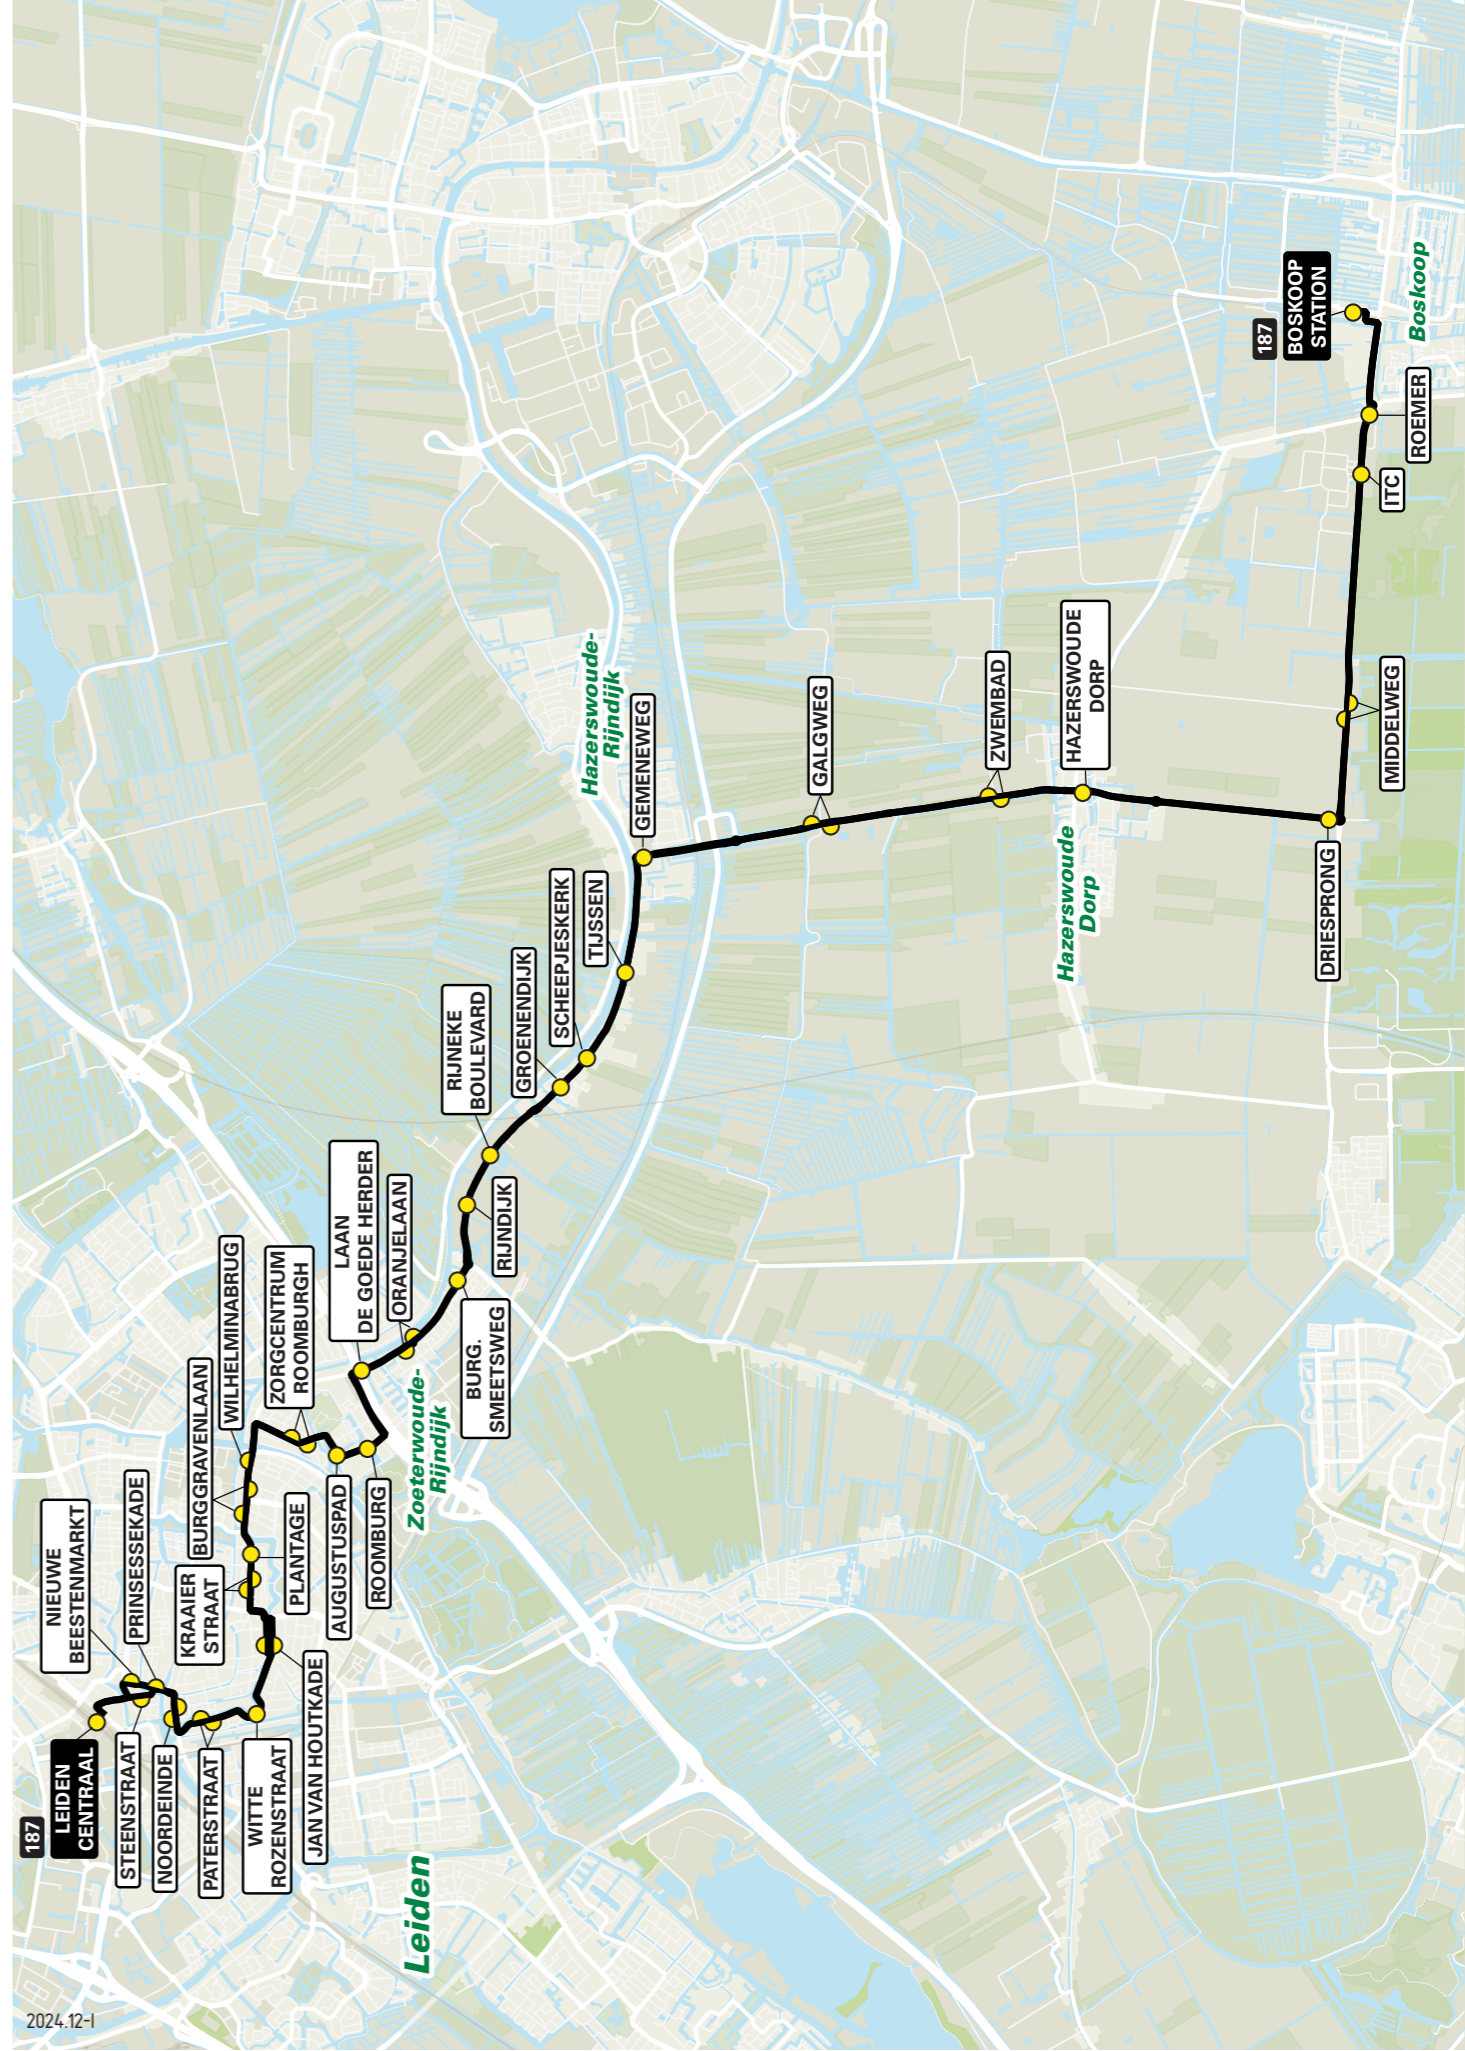 187
LEIDEN
CENTRAAL
STEENSTRAAT
NOORDEINDE
PATERSTRAAT
WITTE
ROZENSTRAAT
JAN VAN HOUTKADE
NIEUWE
BEESTENMARKT
PRINSESSEKADE
KRAAIER
STRAAT
PLANTAGE
BURGGRAVENLAAN
WILHELMINABRUG
ZORGCENTRUM
ROOMBURGH
AUGUSTUSPAD
ROOMBURG
LAAN
DE GOEDE HERDER
ORANJELAAN
BURG.
SMEETSWEG
RIJNDIJK
RIJNEKE
BOULEVARD
GROENENDIJK
SCHEEPJESKERK
TIJSSEN
GEMENEWEG
GALGWEG
ZWEMBAD
HAZERSWOUDE
DORP
DRIESPRONG
MIDDELWEG
ITC
ROEMER
187
BOSKOOP
STATION
Leiden
Zoeterwoude-
Rijndijk
Hazerswoude-
Rijndijk
Hazerswoude
Dorp
Boskoop
2024.12-I